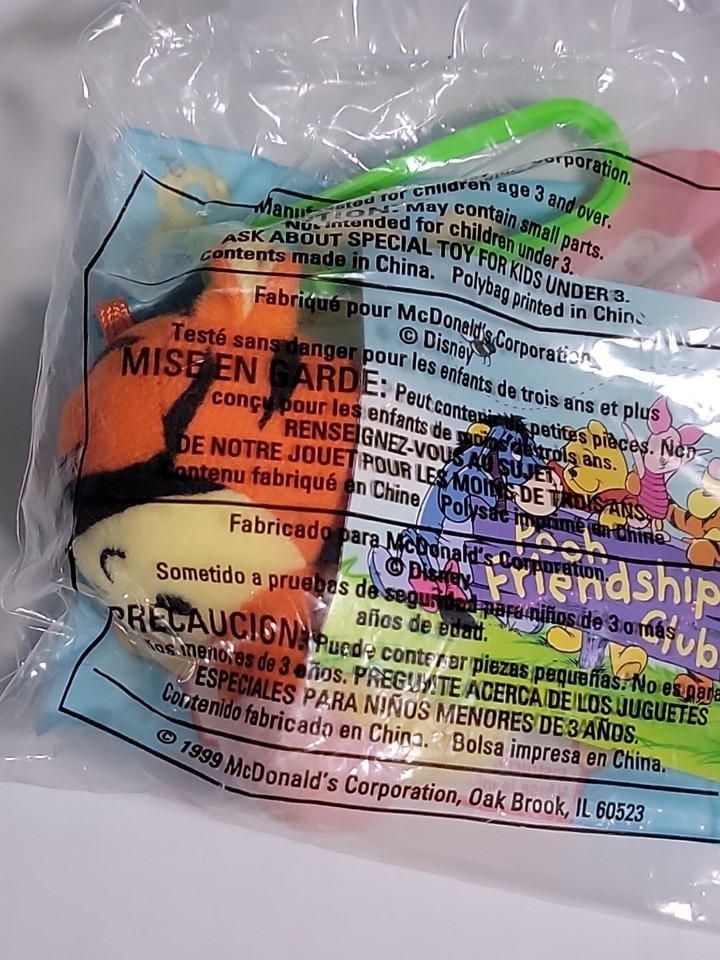 orporation.
for children age 3 and over.
May contain small parts.
Not intended for children under 3.
ASK ABOUT SPECIAL TOY FOR KIDS UNDER 3.
Contents made in China. Polybag printed in China.
Fabriqué pour McDonald's Corporation.
© Disney
Testé sans danger pour les enfants de trois ans et plus
MISE EN GARDE: Peut contenir de petites pièces. Non
conçu pour les enfants de moins de trois ans.
RENSEIGNEZ-VOUS AU SUJET
DE NOTRE JOUET POUR LES MOINS DE TROIS ANS.
Contenu fabriqué en Chine Polysac imprimé en Chine
Fabricado para McDonald's Corporation.
© Disney
Sometido a pruebas de seguridad para niños de 3 o más
años de edad.
PRECAUCION: Puede contener piezas pequeñas. No es para
los menores de 3 años. PREGUNTE ACERCA DE LOS JUGUETES
ESPECIALES PARA NIÑOS MENORES DE 3 AÑOS.
Contenido fabricado en China. Bolsa impresa en China.
© 1999 McDonald's Corporation, Oak Brook, IL 60523
Pooh
Friendship
Club